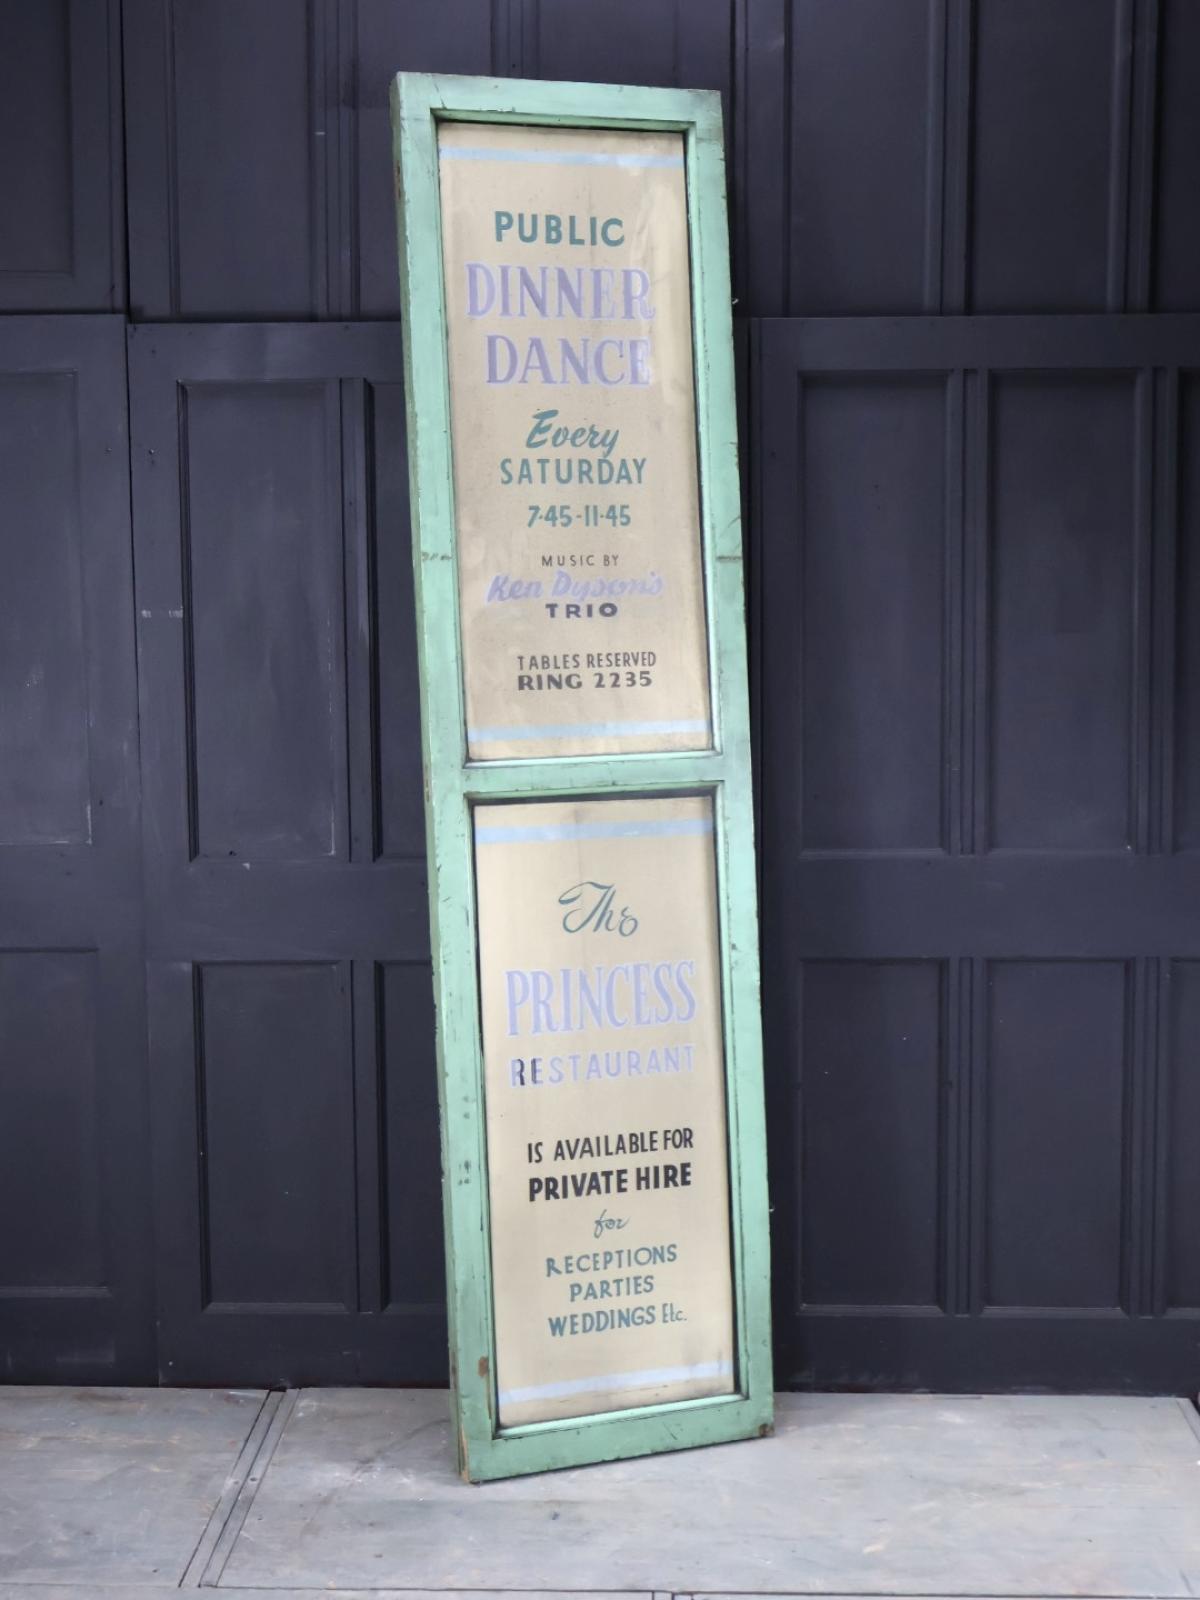 PUBLIC
DINNER
DANCE
Every
SATURDAY
7·45-11·45
MUSIC BY
Ken Dyson's
TRIO
TABLES RESERVED
RING 2235
The
PRINCESS
RESTAURANT
IS AVAILABLE FOR
PRIVATE HIRE
for
RECEPTIONS
PARTIES
WEDDINGS Etc.